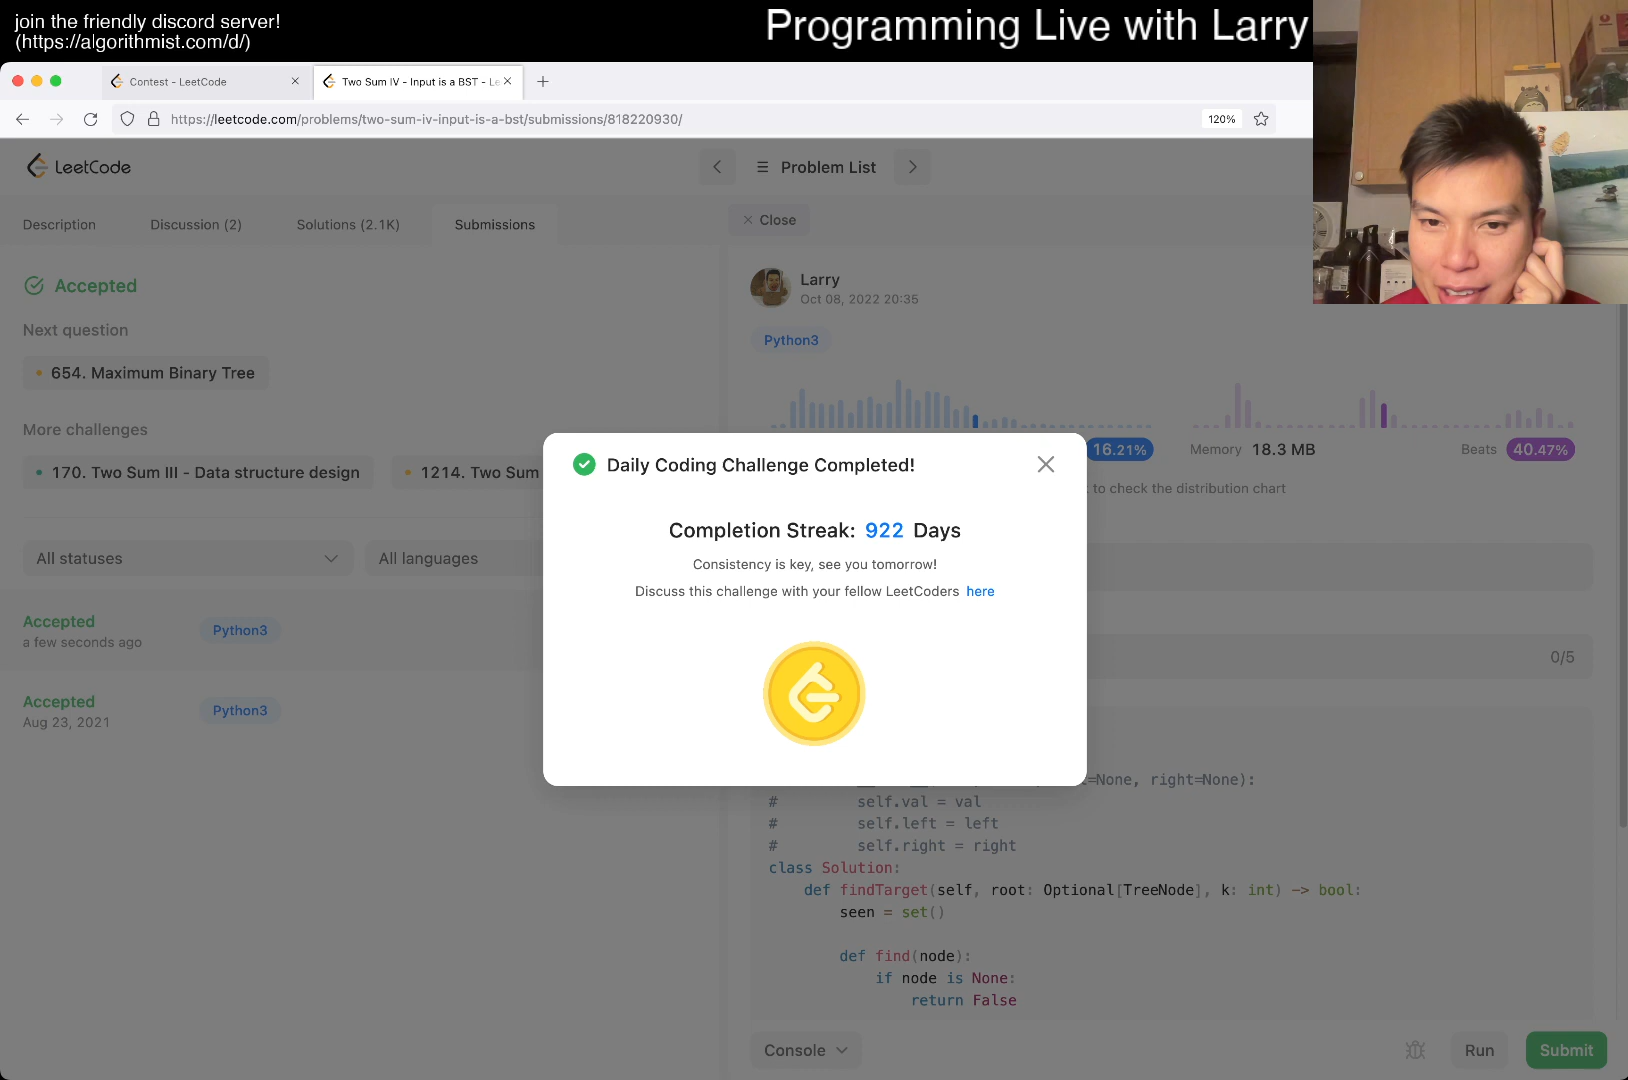 join the friendly discord server!
(https://algorithmist.com/d/)
Programming Live with Larry
Contest - LeetCode
Two Sum IV - Input is a BST - Le
https://leetcode.com/problems/two-sum-iv-input-is-a-bst/submissions/818220930/
120%
LeetCode
Problem List
Description
Discussion (2)
Solutions (2.1K)
Submissions
Close
Accepted
Larry
Oct 08, 2022 20:35
Next question
Python3
654. Maximum Binary Tree
More challenges
16.21%
Memory 18.3 MB
Beats 40.47%
170. Two Sum III - Data structure design
1214. Two Sum
to check the distribution chart
Daily Coding Challenge Completed!
Completion Streak: 922 Days
Consistency is key, see you tomorrow!
Discuss this challenge with your fellow LeetCoders here
All statuses
All languages
Accepted
a few seconds ago
Python3
0/5
Accepted
Aug 23, 2021
Python3
=None, right=None):
# self.val = val
# self.left = left
# self.right = right
class Solution:
def findTarget(self, root: Optional[TreeNode], k: int) -> bool:
seen = set()
def find(node):
if node is None:
return False
Console
Run
Submit